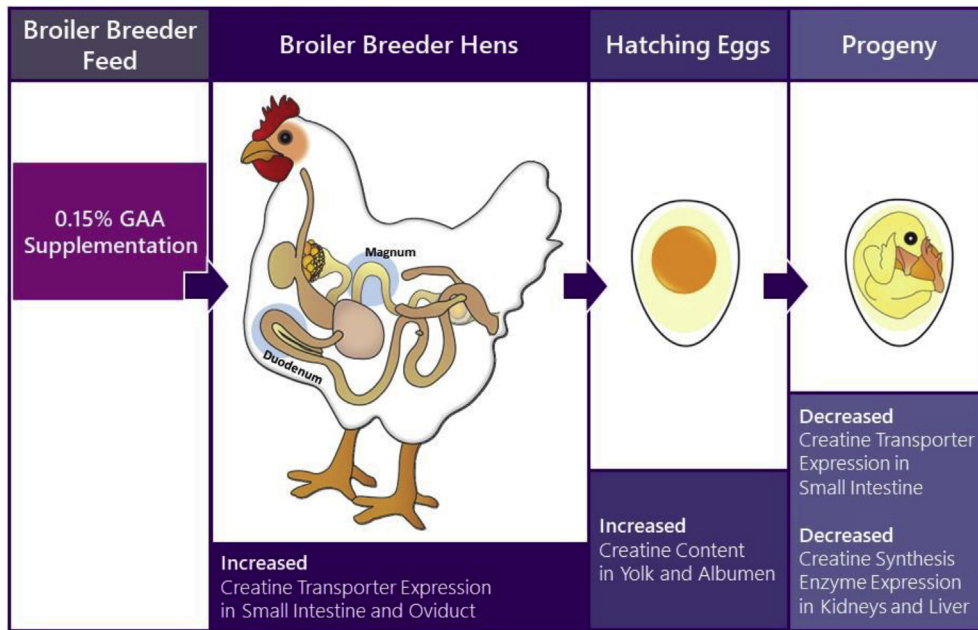 Broiler Breeder
Feed
Broiler Breeder Hens
Hatching Eggs
Progeny
0.15% GAA
Supplementation
Magnum
Duodenum
Increased
Creatine Transporter Expression
in Small Intestine and Oviduct
Increased
Creatine Content
in Yolk and Albumen
Decreased
Creatine Transporter
Expression in
Small Intestine
Decreased
Creatine Synthesis
Enzyme Expression
in Kidneys and Liver